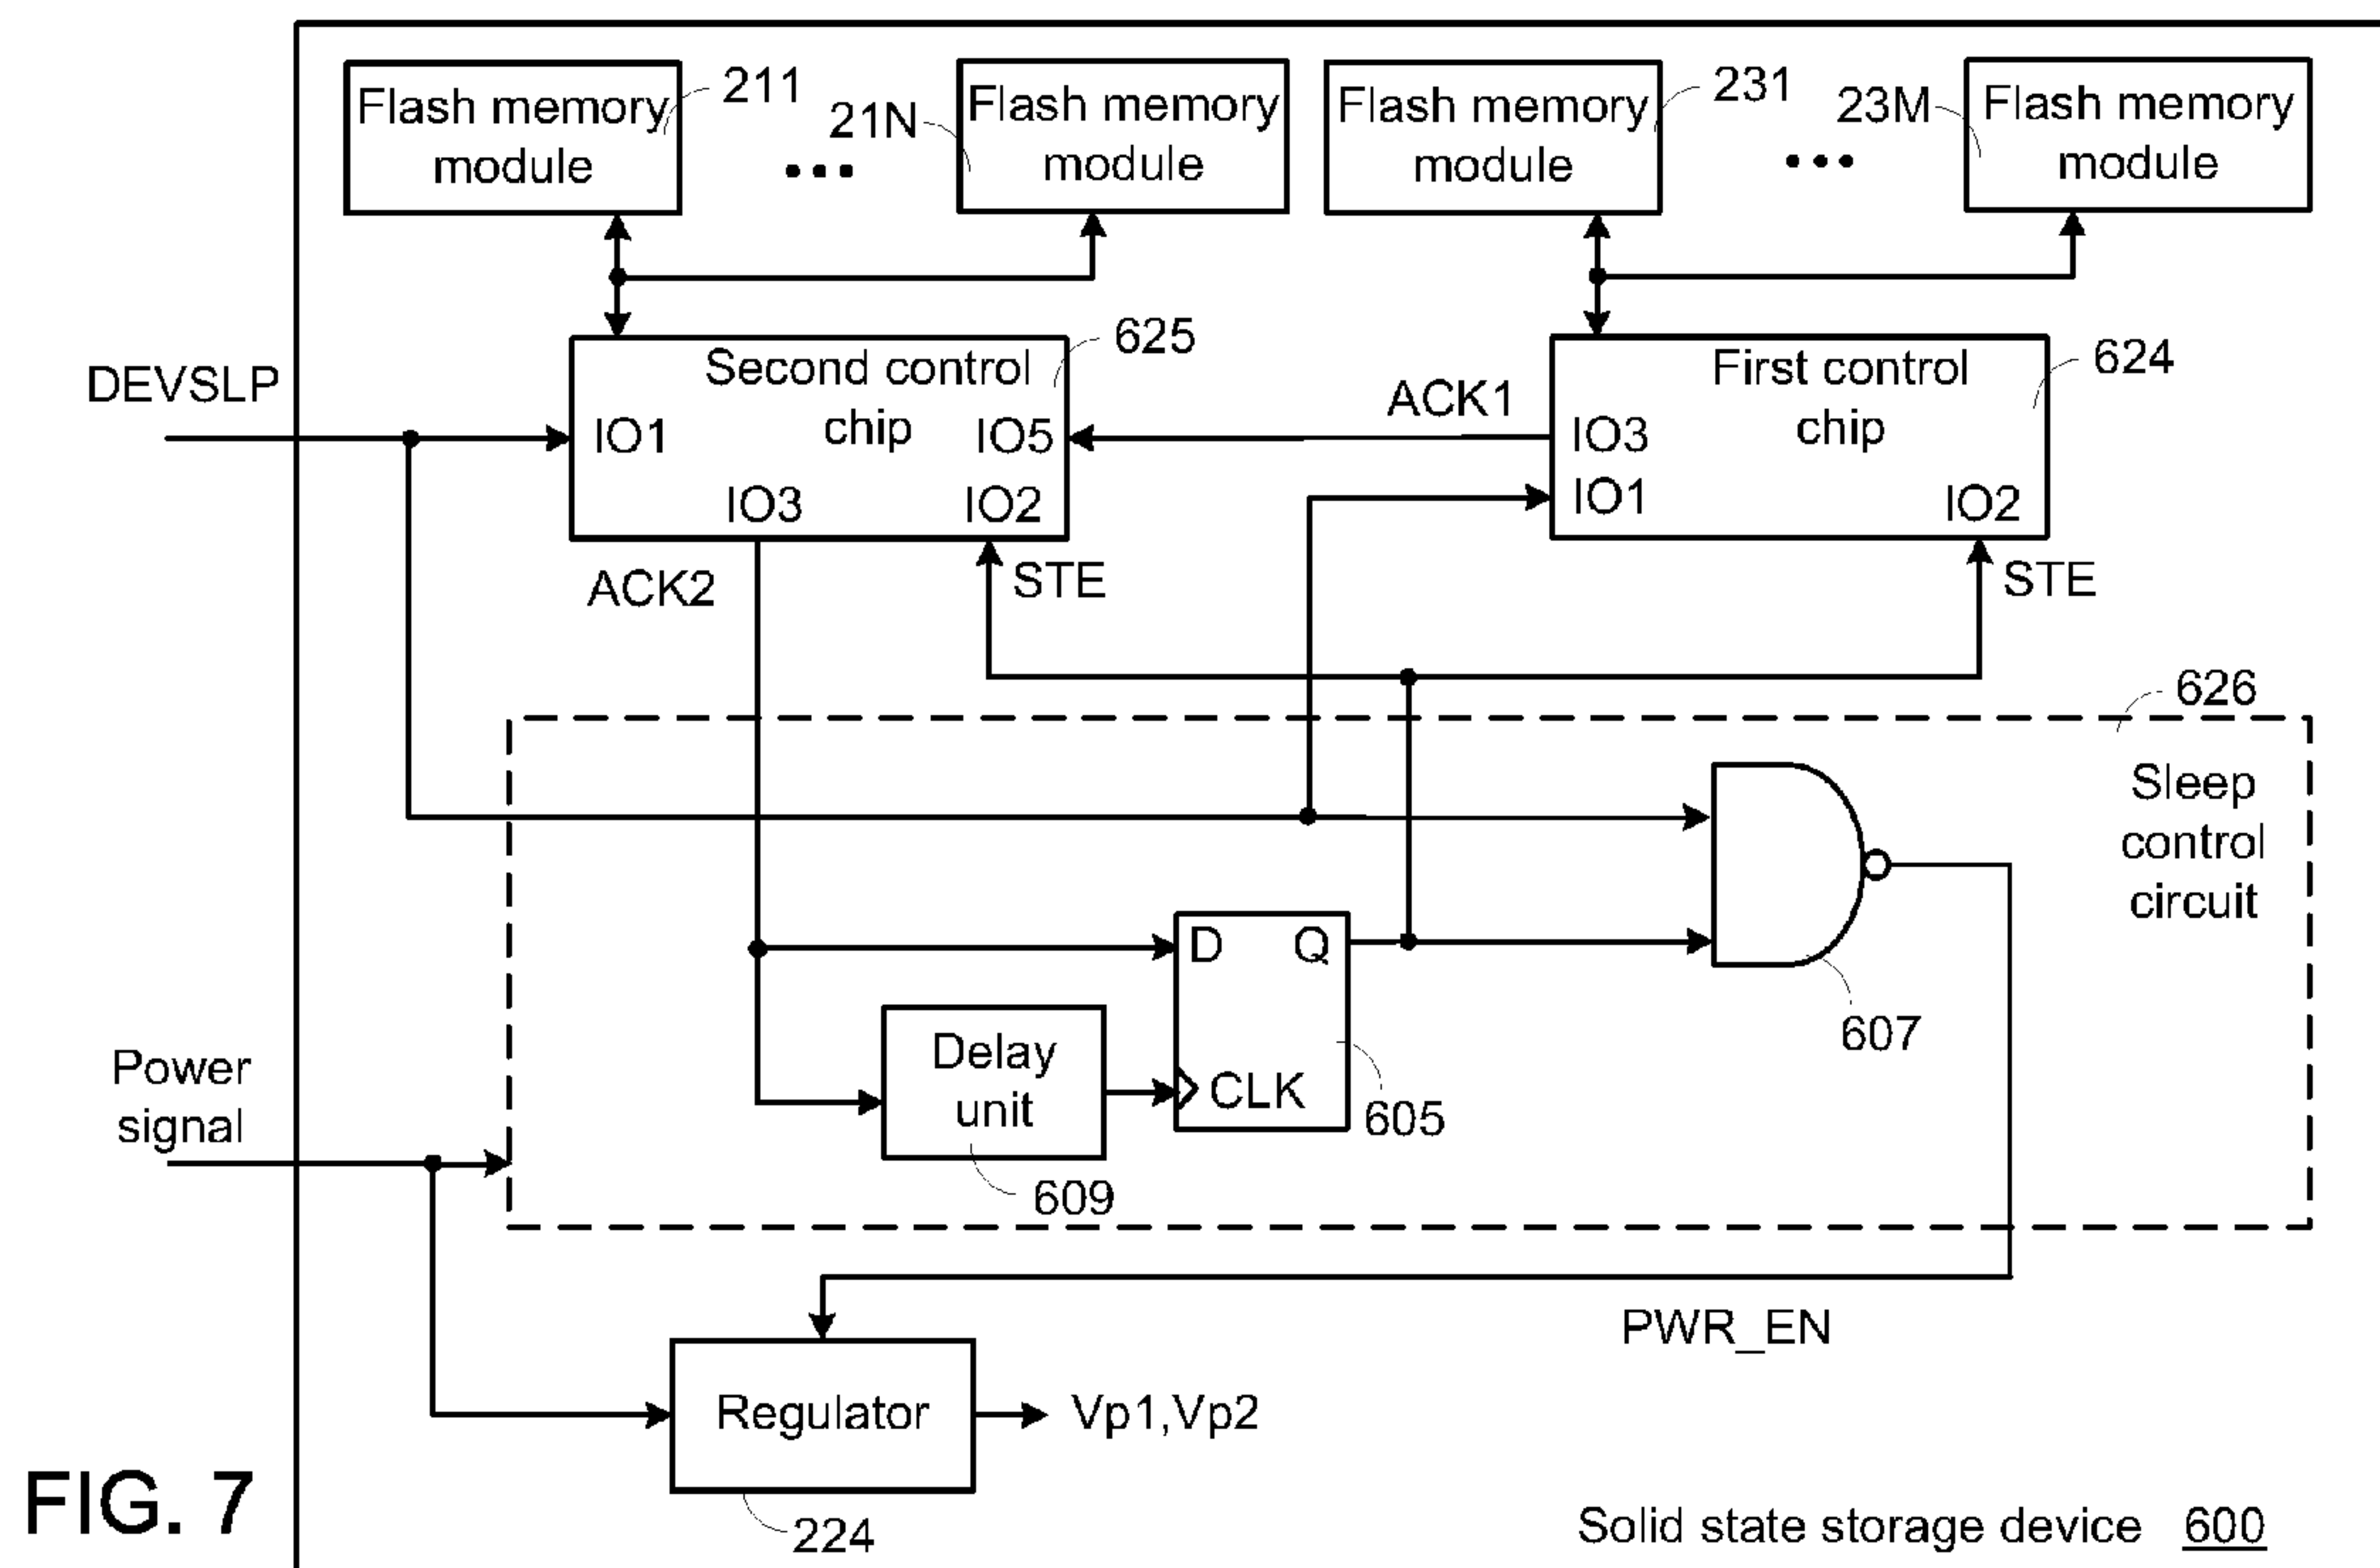 Flash memory
module
211
21N
Flash memory
module
Flash memory
module
231
23M
Flash memory
module
DEVSLP
Second control
chip
IO1
IO5
IO3
IO2
625
ACK1
First control
chip
IO3
IO1
IO2
624
ACK2
STE
STE
626
Sleep
control
circuit
D
Q
CLK
605
607
Delay
unit
609
Power
signal
PWR_EN
Regulator
Vp1,Vp2
224
FIG. 7
Solid state storage device 600